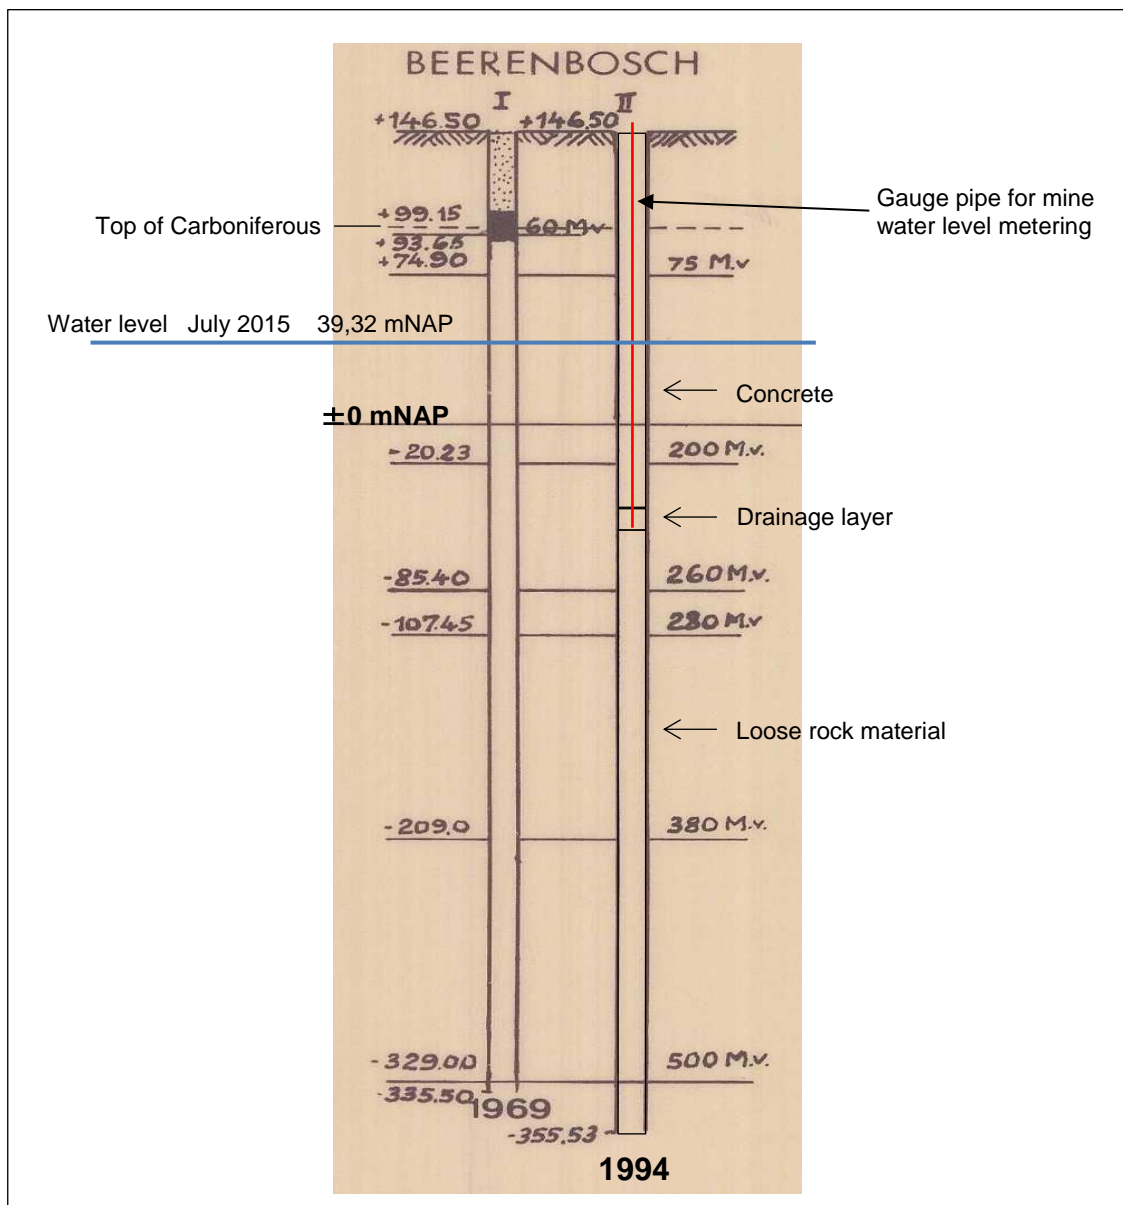 BEERENBOSCH
I II
+146.50 +146.50
Gauge pipe for mine
water level metering
+99.15
Top of Carboniferous
60 M.v
+93.65
+74.90
75 M.v
Water level July 2015 39,32 mNAP
Concrete
±0 mNAP
-20.23
200 M.v.
Drainage layer
-85.40
260 M.v.
-107.45
280 M.v
Loose rock material
-209.0
380 M.v.
-329.00
500 M.v.
-335.50
1969
-355,53
1994